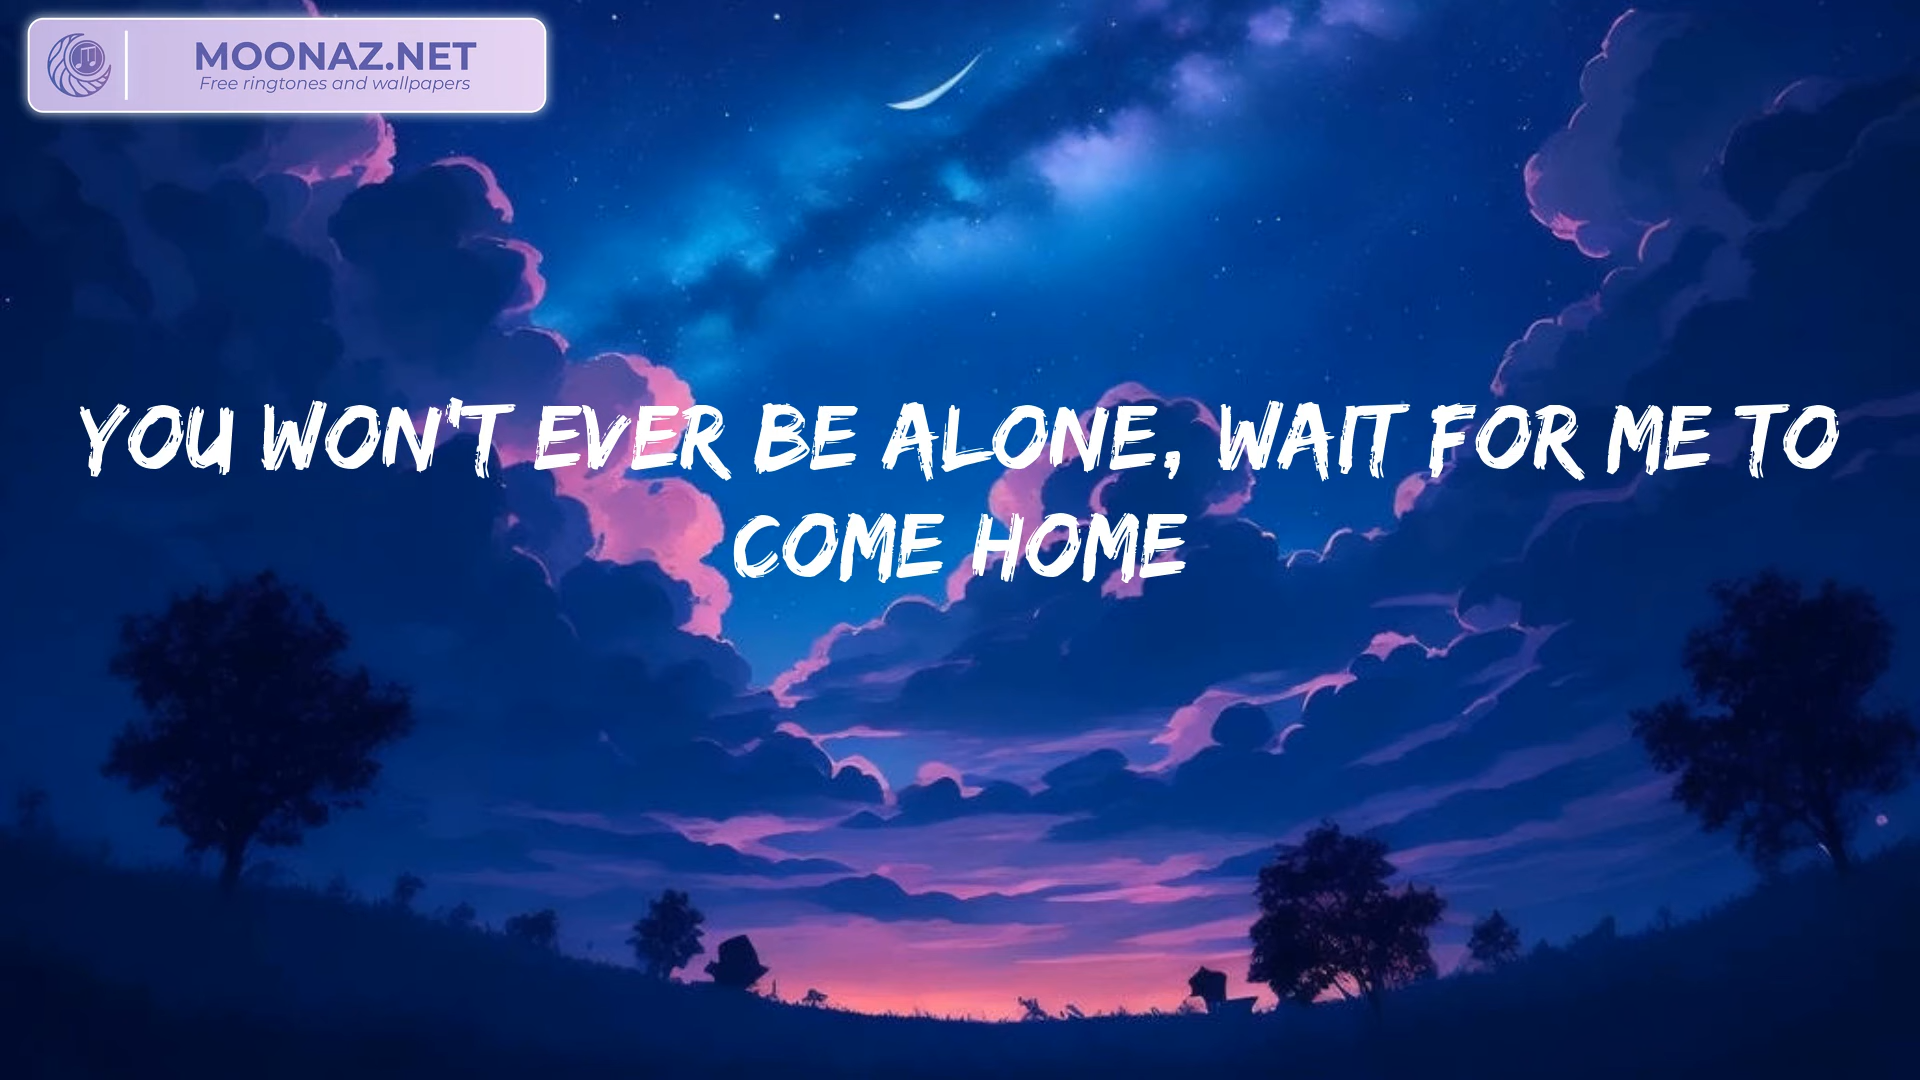 MOONAZ.NET
Free ringtones and wallpapers
YOU WON'T EVER BE ALONE, WAIT FOR ME TO
COME HOME